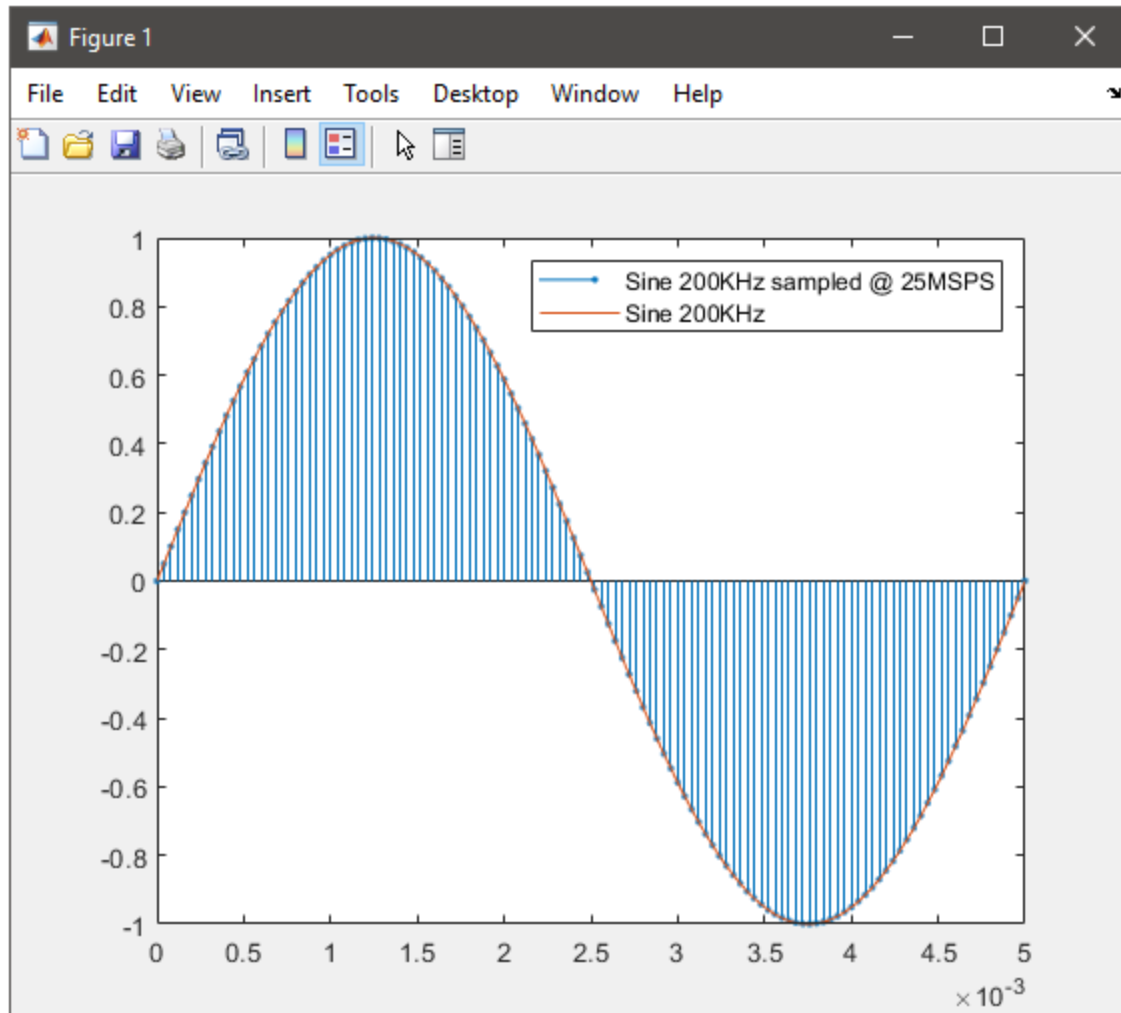 Figure 1
File Edit View Insert Tools Desktop Window Help
1
0.8
0.6
0.4
0.2
0
-0.2
-0.4
-0.6
-0.8
-1
Sine 200KHz sampled @ 25MSPS
Sine 200KHz
0 0.5 1 1.5 2 2.5 3 3.5 4 4.5 5
×10-3